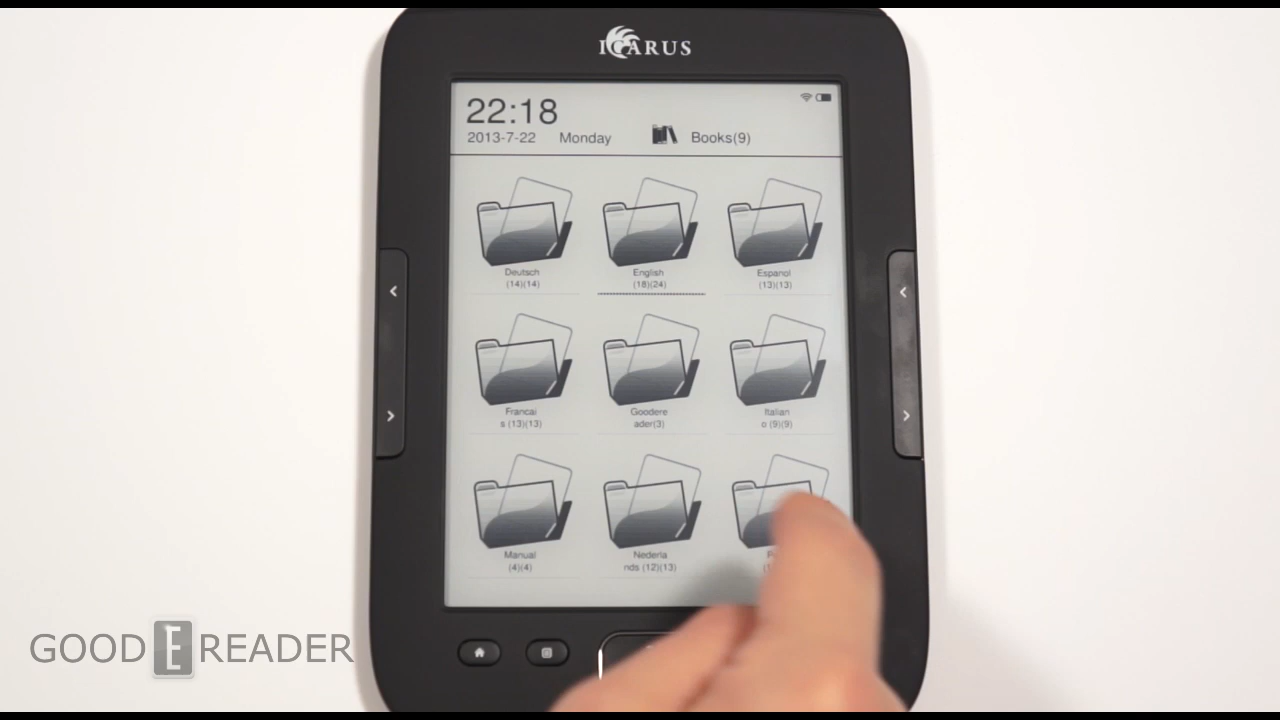 ICARUS
22:18
2013-7-22 Monday Books(9)
Deutsch
(14)(14)
English
(18)(24)
Espanol
(13)(13)
Francai
s (13)(13)
Goodere
ader(3)
Italian
o (9)(9)
Manual
(4)(4)
Nederla
nds (12)(13)
GOOD E READER